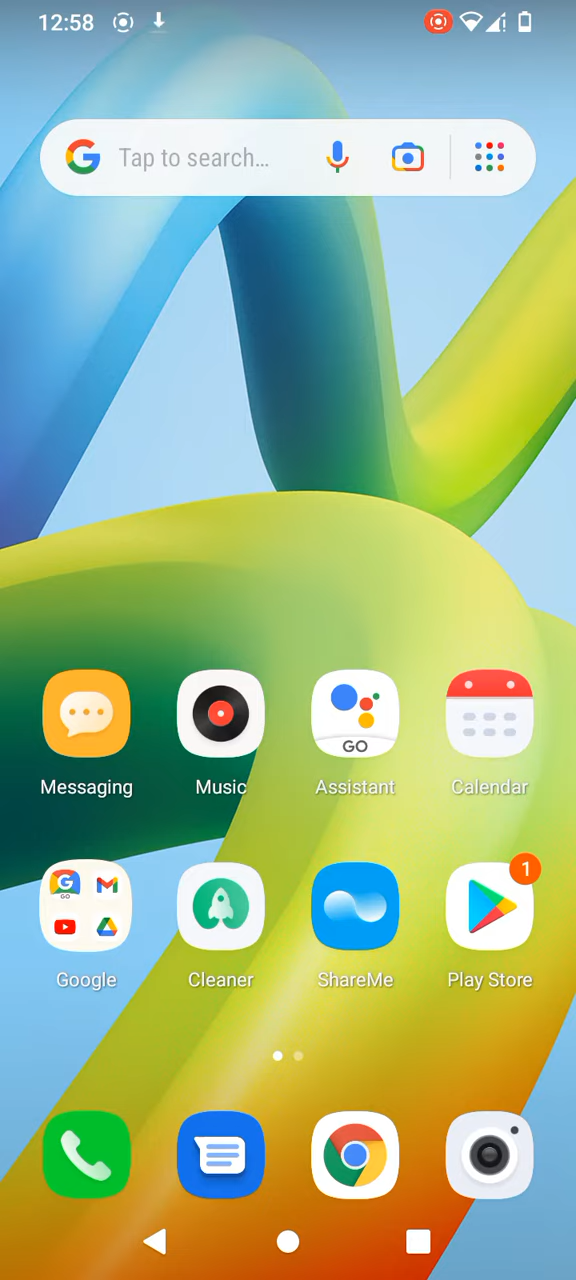 12:58
Tap to search...
Messaging
Music
Assistant
Calendar
GO
Google
Cleaner
ShareMe
Play Store
GO
1